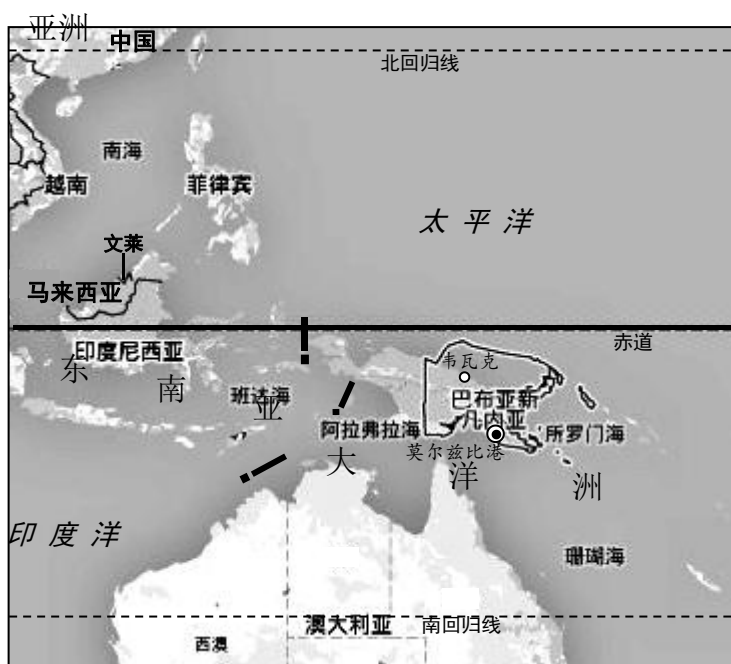 亚洲
中国
北回归线
南海
越南
菲律宾
太平洋
文莱
马来西亚
赤道
印度尼西亚
韦瓦克
东南亚
班达海
巴布亚新
几内亚
阿拉弗拉海
所罗门海
莫尔兹比港
大洋洲
印度洋
珊瑚海
澳大利亚
南回归线
西澳